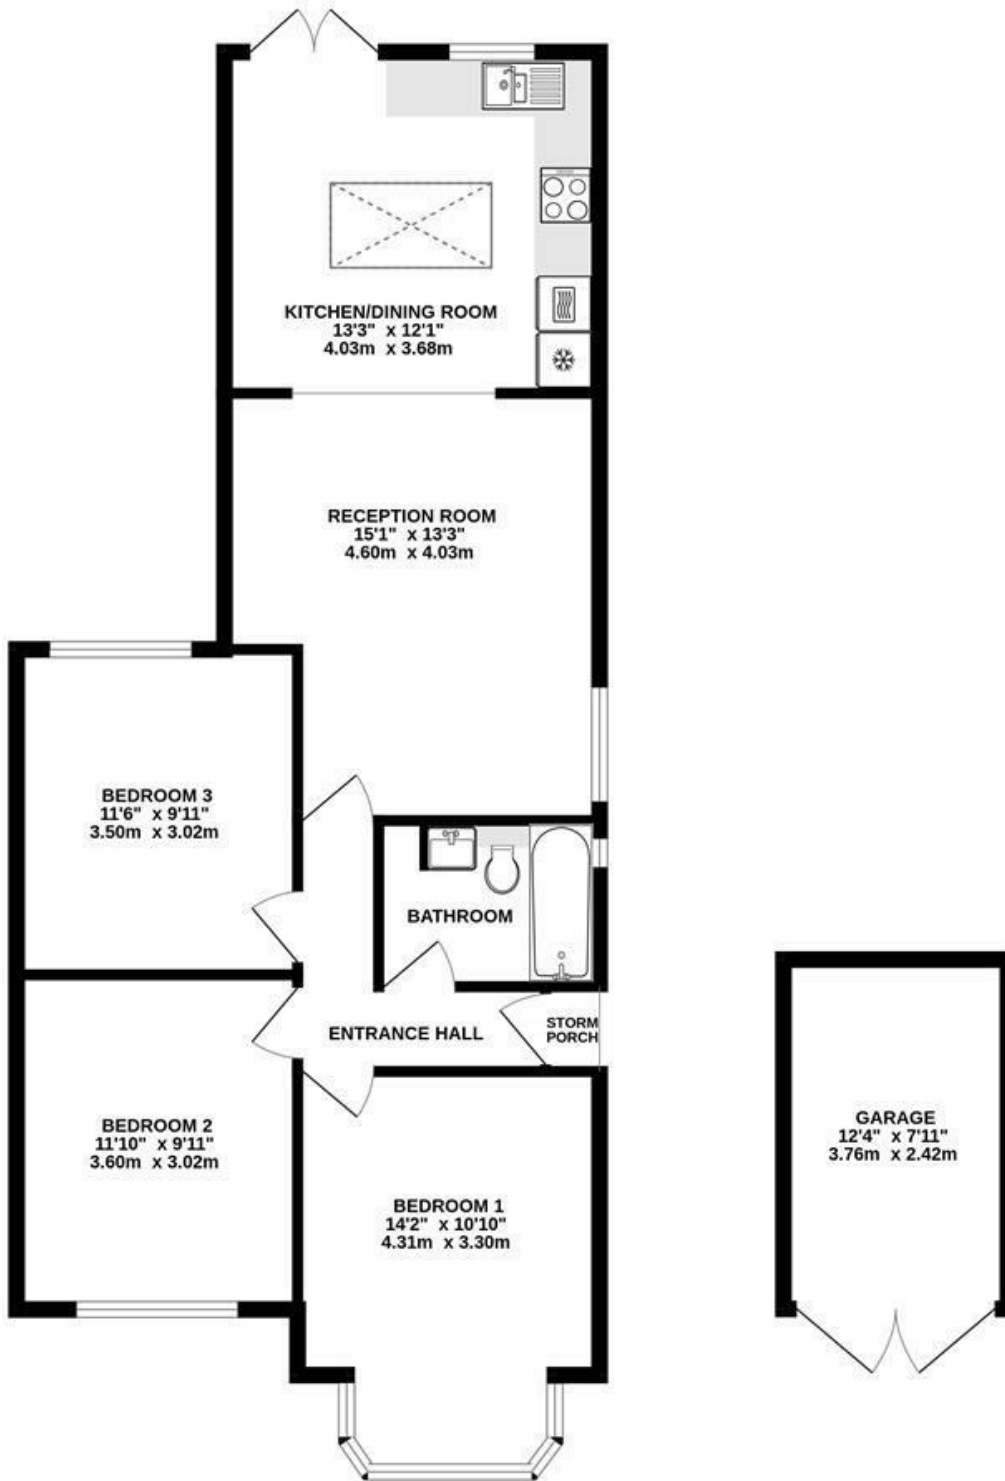 KITCHEN/DINING ROOM
13'3" x 12'1"
4.03m x 3.68m
RECEPTION ROOM
15'1" x 13'3"
4.60m x 4.03m
BEDROOM 3
11'6" x 9'11"
3.50m x 3.02m
BATHROOM
ENTRANCE HALL
STORM
PORCH
BEDROOM 2
11'10" x 9'11"
3.60m x 3.02m
BEDROOM 1
14'2" x 10'10"
4.31m x 3.30m
GARAGE
12'4" x 7'11"
3.76m x 2.42m